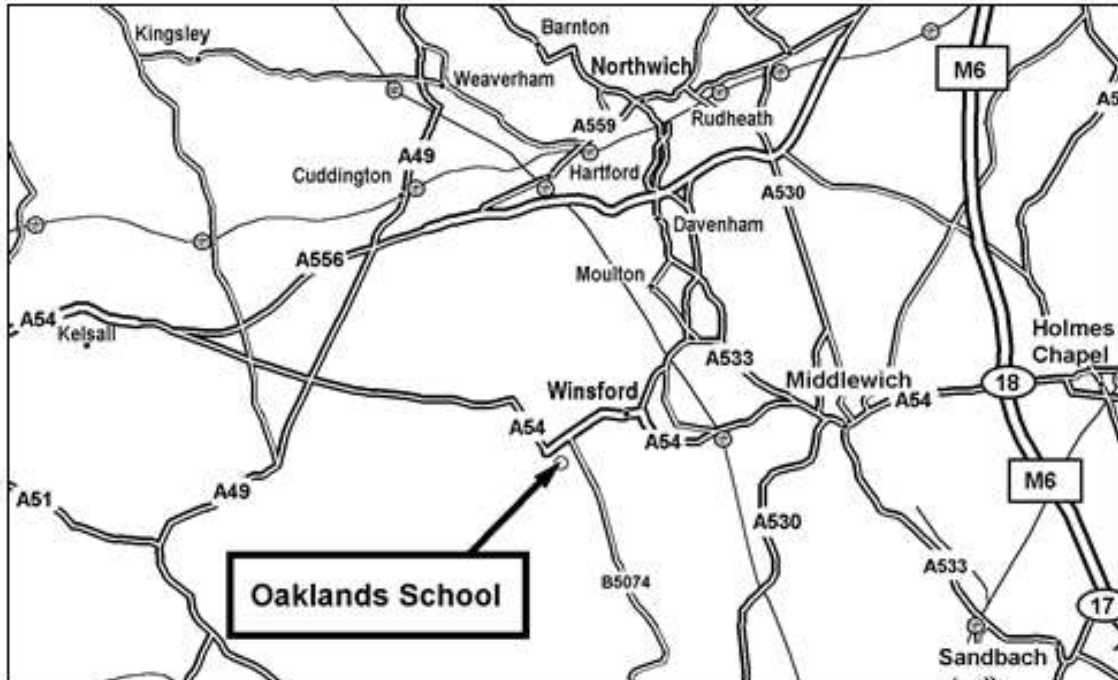 Kingsley
Barnton
Northwich
M6
Weaverham
A559
Rudheath
A49
Cuddington
Hartford
A530
Davenham
A556
Moulton
A54
Kelsall
Holmes
Chapel
A533
Winsford
Middlewich
18
A54
A54
A54
M6
A51
A49
A530
Oaklands School
B5074
A533
17
Sandbach